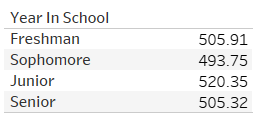 Year In School
Freshman 505.91
Sophomore 493.75
Junior 520.35
Senior 505.32